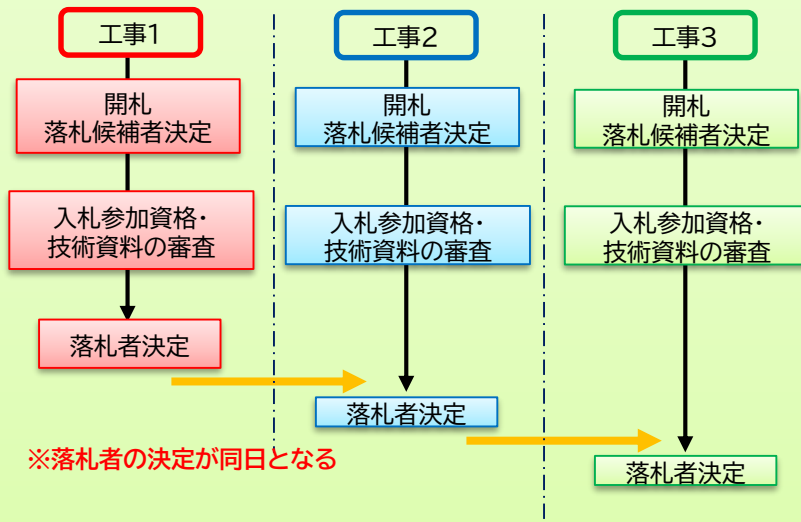 工事1
開札
落札候補者決定
入札参加資格・
技術資料の審査
落札者決定
※落札者の決定が同日となる
工事2
開札
落札候補者決定
入札参加資格・
技術資料の審査
落札者決定
工事3
開札
落札候補者決定
入札参加資格・
技術資料の審査
落札者決定